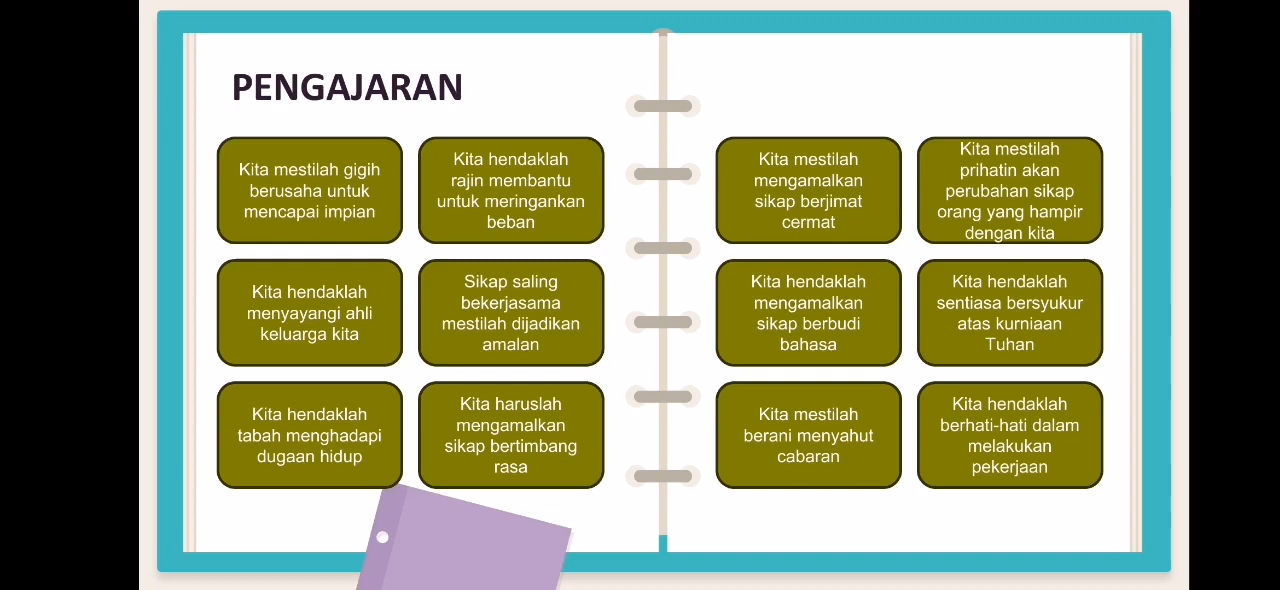 PENGAJARAN
Kita mestilah gigih
berusaha untuk
mencapai impian
Kita hendaklah
rajin membantu
untuk meringankan
beban
Kita mestilah
mengamalkan
sikap berjimat
cermat
Kita mestilah
prihatin akan
perubahan sikap
orang yang hampir
dengan kita
Kita hendaklah
menyayangi ahli
keluarga kita
Sikap saling
bekerjasama
mestilah dijadikan
amalan
Kita hendaklah
mengamalkan
sikap berbudi
bahasa
Kita hendaklah
sentiasa bersyukur
atas kurniaan
Tuhan
Kita hendaklah
tabah menghadapi
dugaan hidup
Kita haruslah
mengamalkan
sikap bertimbang
rasa
Kita mestilah
berani menyahut
cabaran
Kita hendaklah
berhati-hati dalam
melakukan
pekerjaan